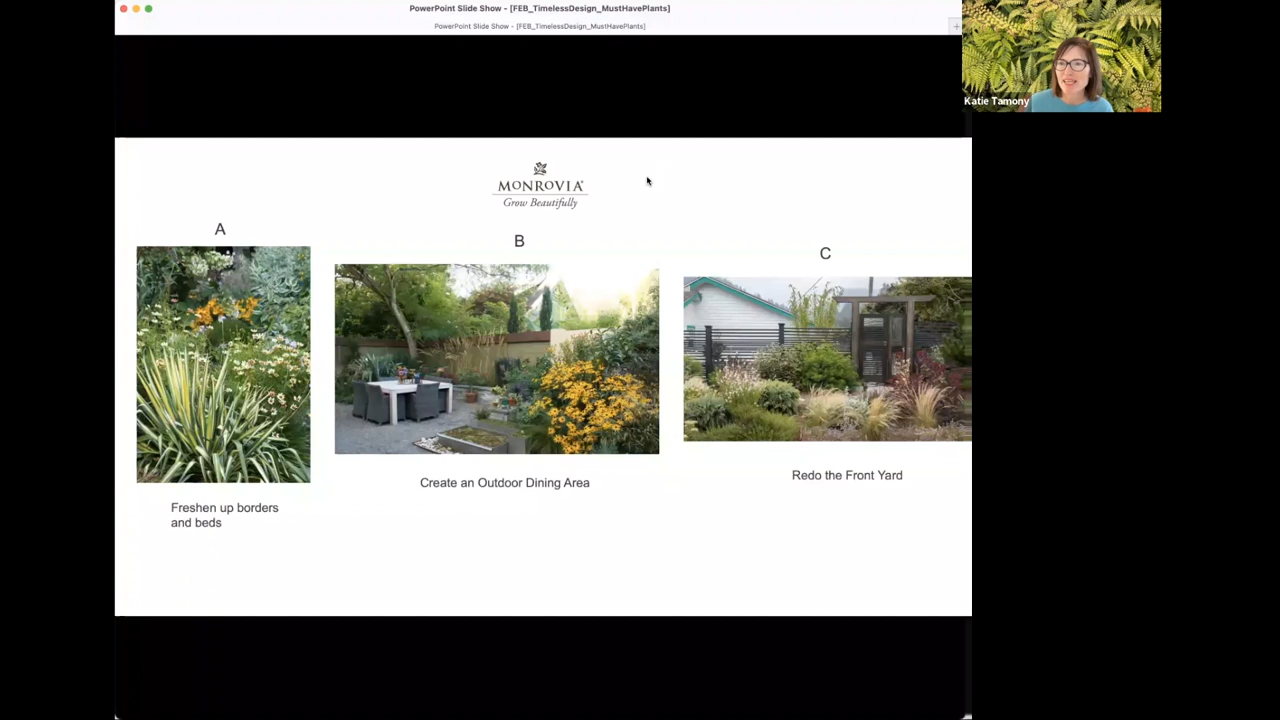 PowerPoint Slide Show - [FEB_TimelessDesign_MustHavePlants]
PowerPoint Slide Show - [FEB_TimelessDesign_MustHavePlants]
Katie Tamony
MONROVIA®
Grow Beautifully
A
B
C
Freshen up borders
and beds
Create an Outdoor Dining Area
Redo the Front Yard